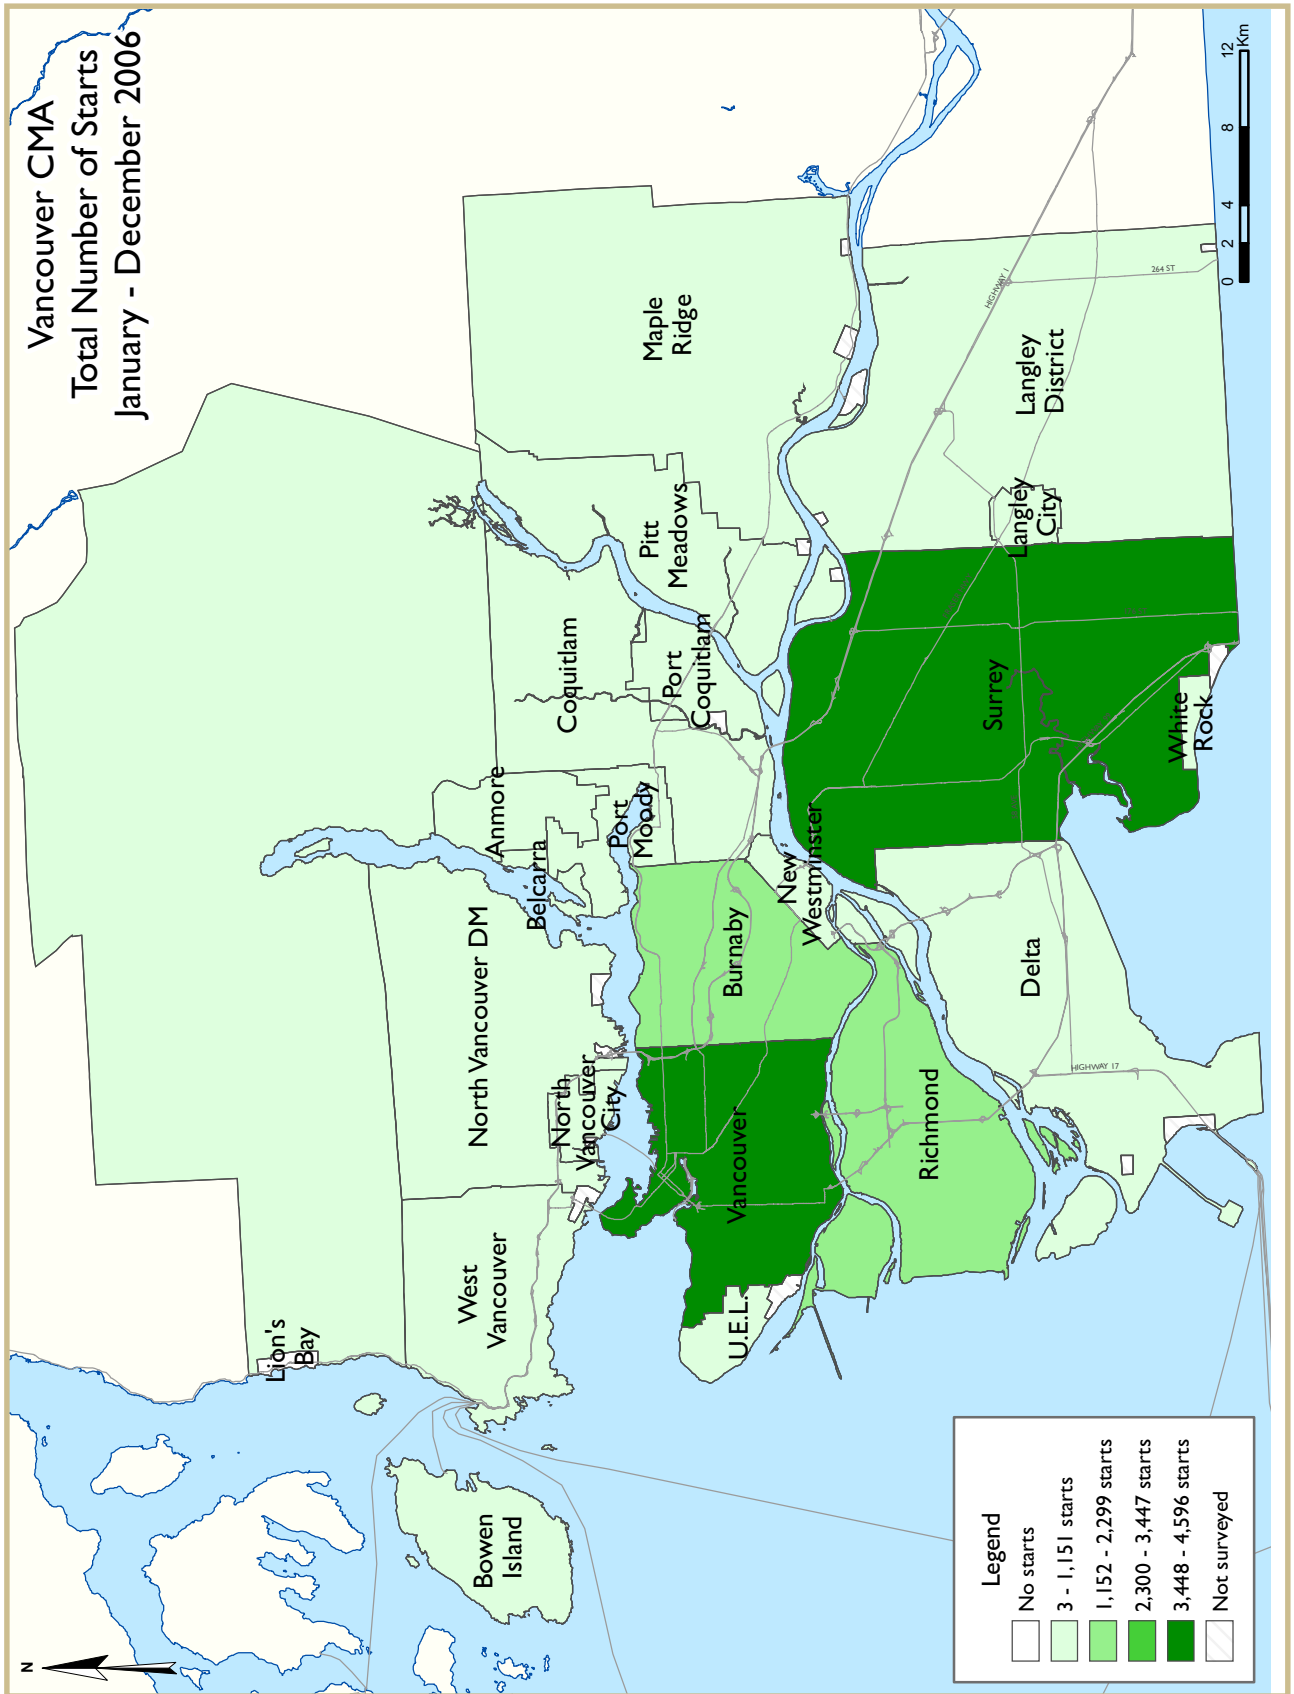 Vancouver CMA
Total Number of Starts
January - December 2006
N
Lion's
Bay
Bowen
Island
West
Vancouver
North Vancouver DM
North
Vancouver
City
Belcarra
Anmore
Port
Moody
Coquitlam
Port
Coquitlam
Pitt
Meadows
Maple
Ridge
U.E.L.
Vancouver
Burnaby
New
Westminster
Richmond
Delta
Surrey
White
Rock
Langley
City
Langley
District
HIGHWAY 1
264 ST
HIGHWAY 17
0 2 4 8 12
Km
Legend
No starts
3 - 1,151 starts
1,152 - 2,299 starts
2,300 - 3,447 starts
3,448 - 4,596 starts
Not surveyed